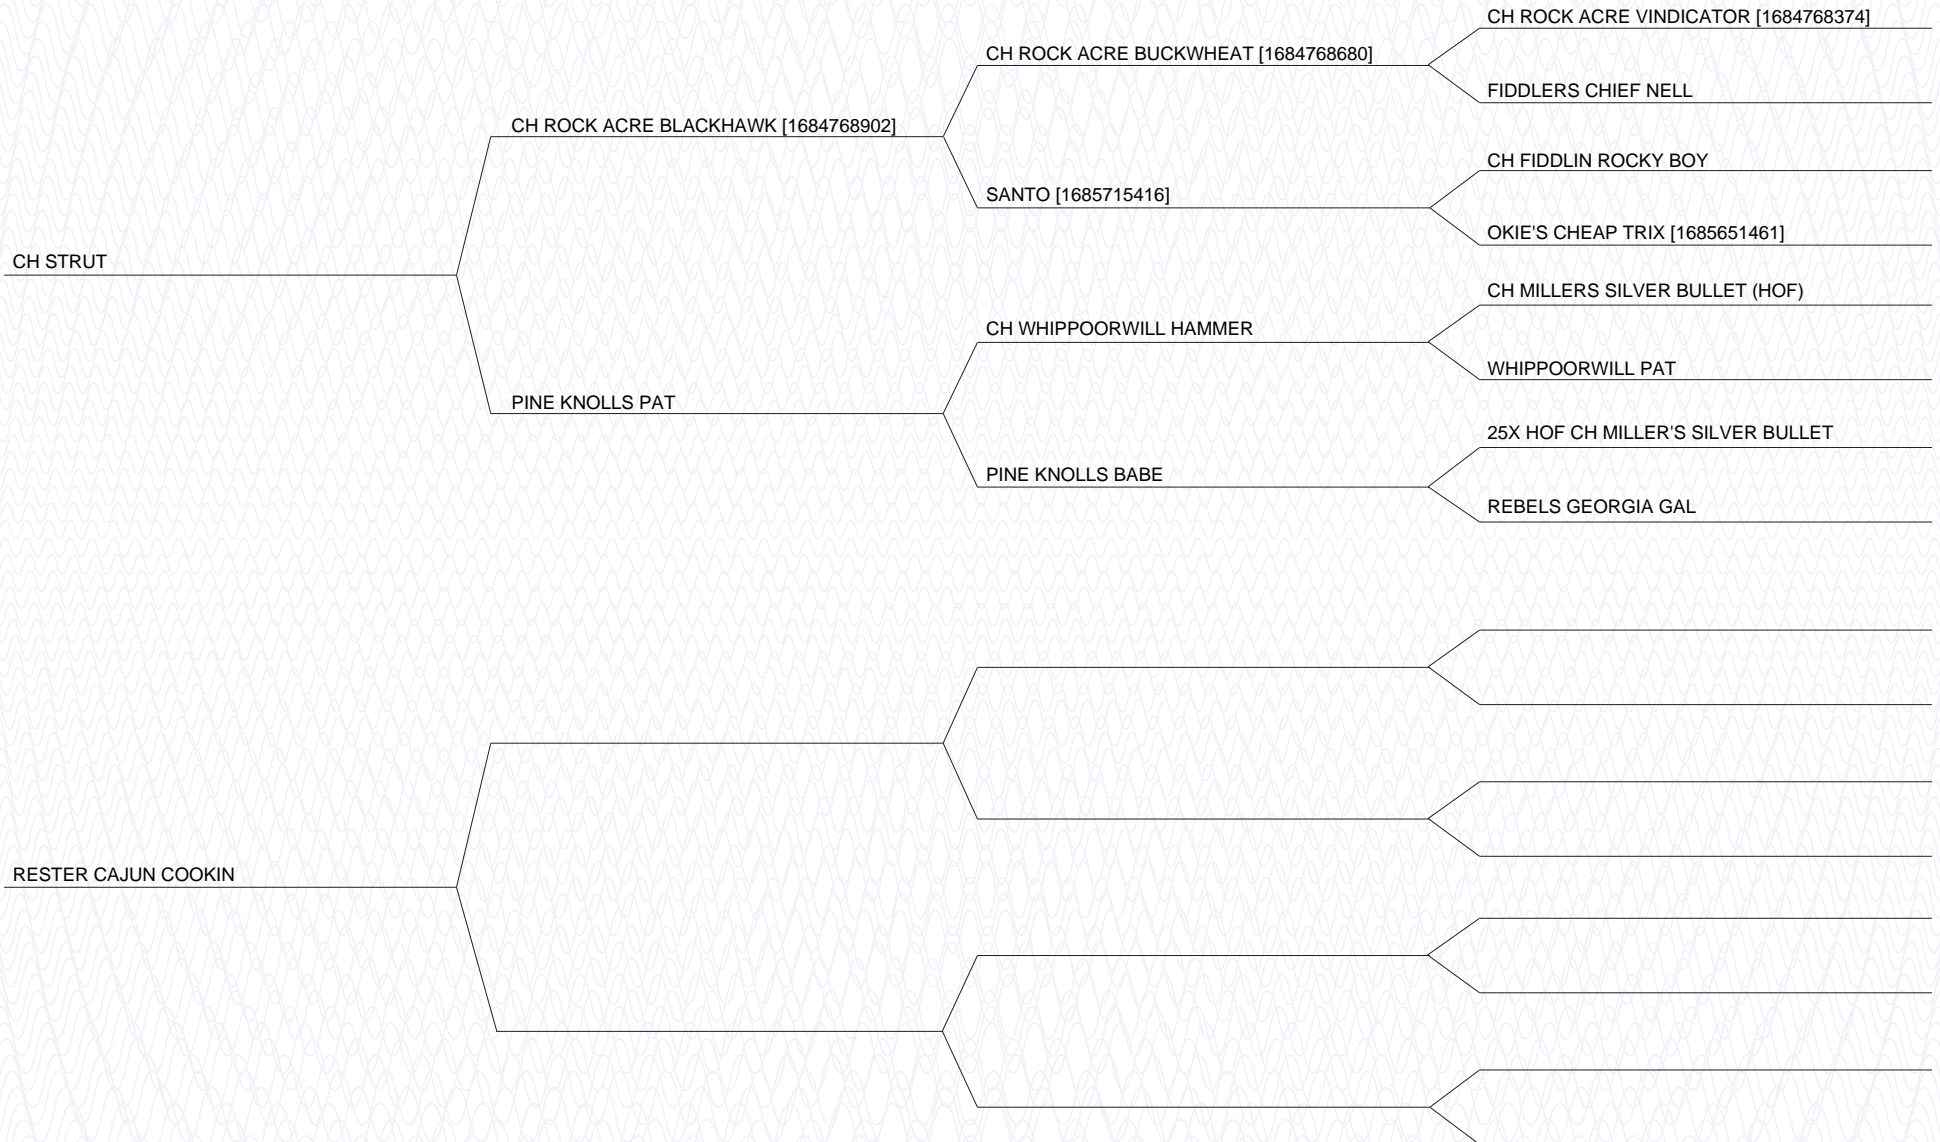 CH ROCK ACRE VINDICATOR [1684768374]
CH ROCK ACRE BUCKWHEAT [1684768680]
FIDDLERS CHIEF NELL
CH ROCK ACRE BLACKHAWK [1684768902]
CH FIDDLIN ROCKY BOY
SANTO [1685715416]
OKIE'S CHEAP TRIX [1685651461]
CH STRUT
CH MILLERS SILVER BULLET (HOF)
CH WHIPPOORWILL HAMMER
WHIPPOORWILL PAT
PINE KNOLLS PAT
25X HOF CH MILLER'S SILVER BULLET
PINE KNOLLS BABE
REBELS GEORGIA GAL
RESTER CAJUN COOKIN